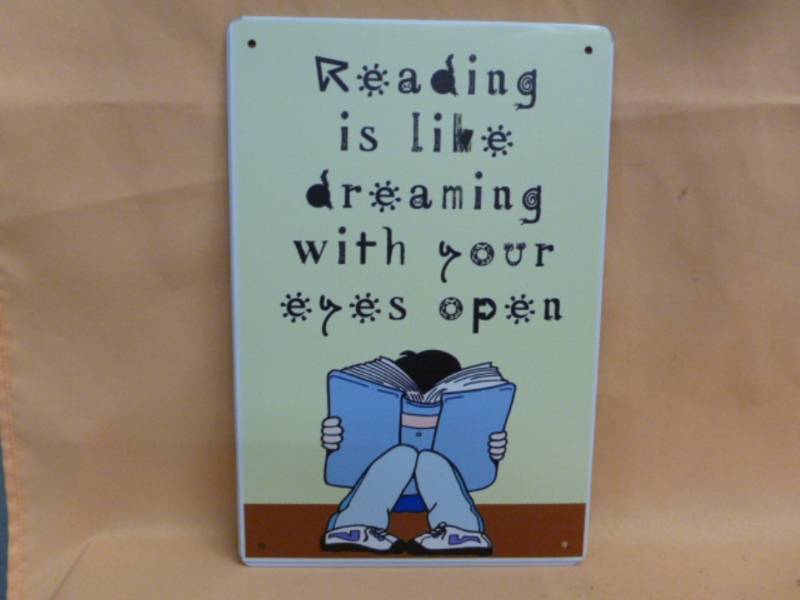 Reading
is like
dreaming
with your
eyes open